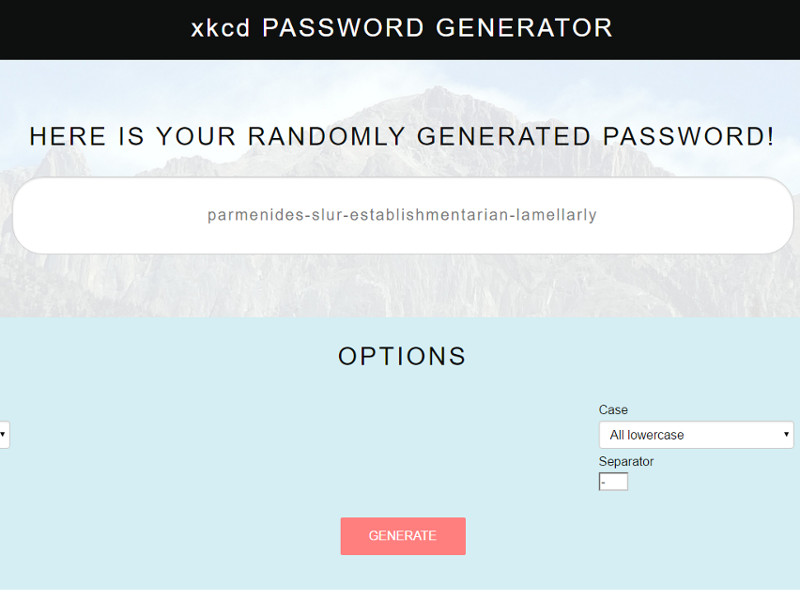 xkcd PASSWORD GENERATOR
HERE IS YOUR RANDOMLY GENERATED PASSWORD!
parmenides-slur-establishmentarian-lamellarly
OPTIONS
Case
All lowercase
Separator
-
GENERATE